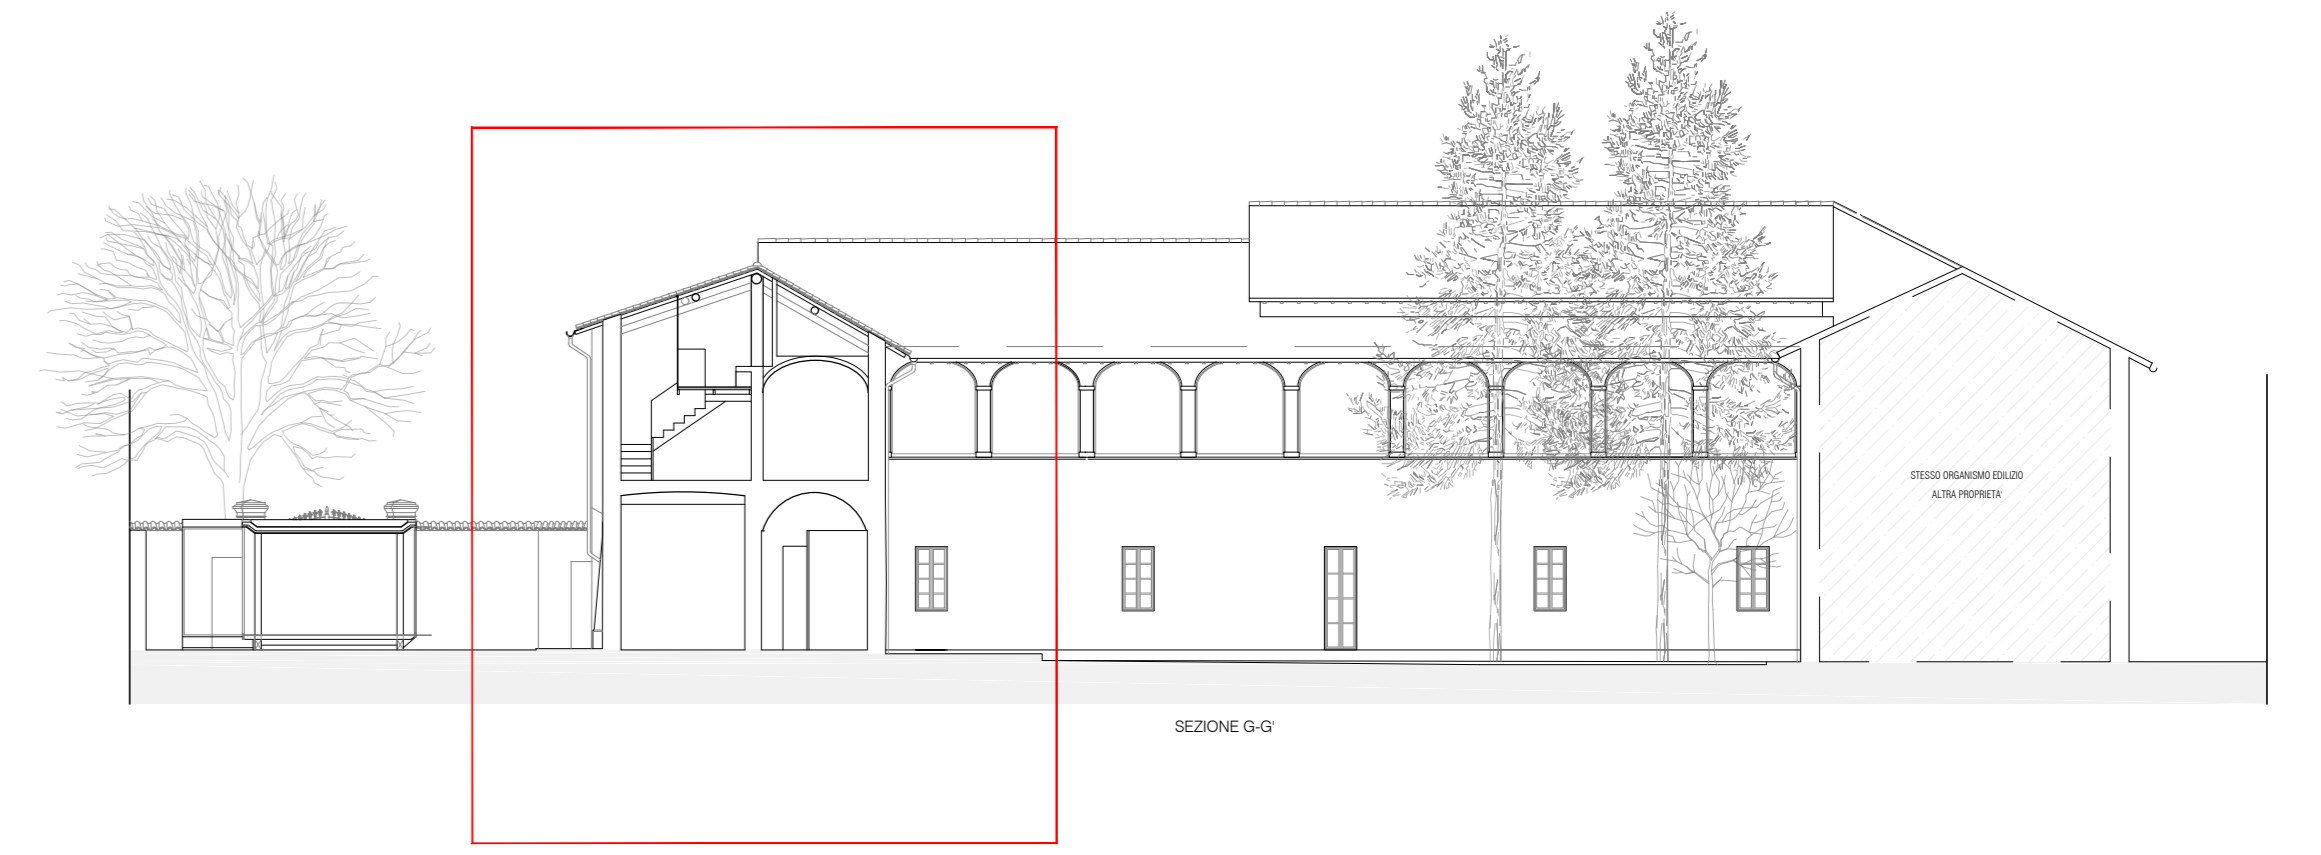 STESSO ORGANISMO EDILIZIO
ALTRA PROPRIETA'
SEZIONE G-G'